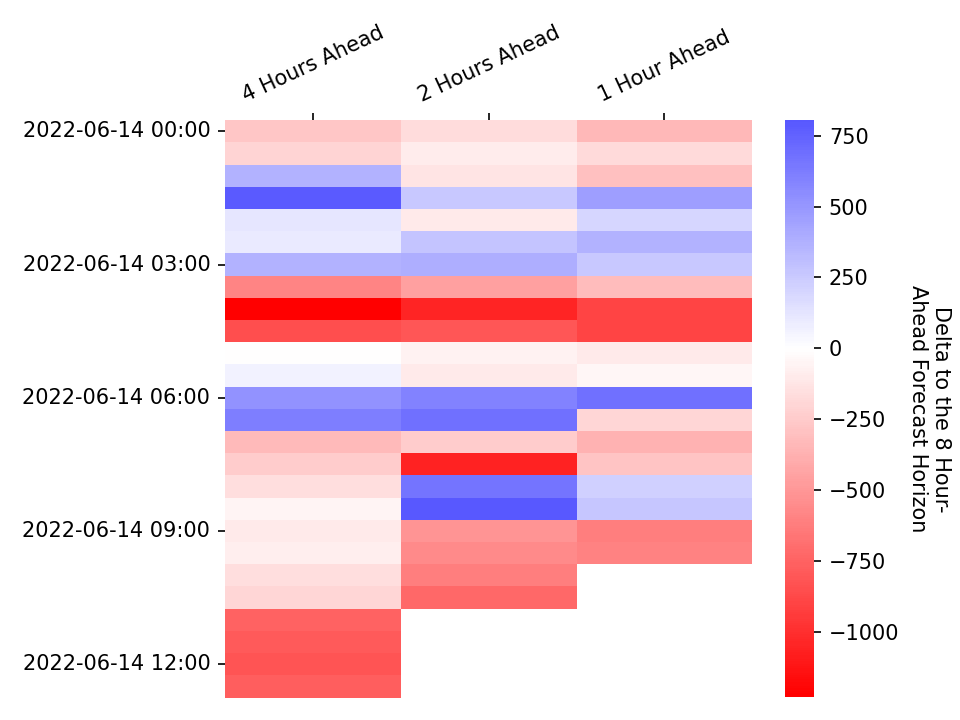 4 Hours Ahead
2 Hours Ahead
1 Hour Ahead
2022-06-14 00:00
2022-06-14 03:00
2022-06-14 06:00
2022-06-14 09:00
2022-06-14 12:00
750
500
250
0
−250
−500
−750
−1000
Delta to the 8 Hour-
Ahead Forecast Horizon